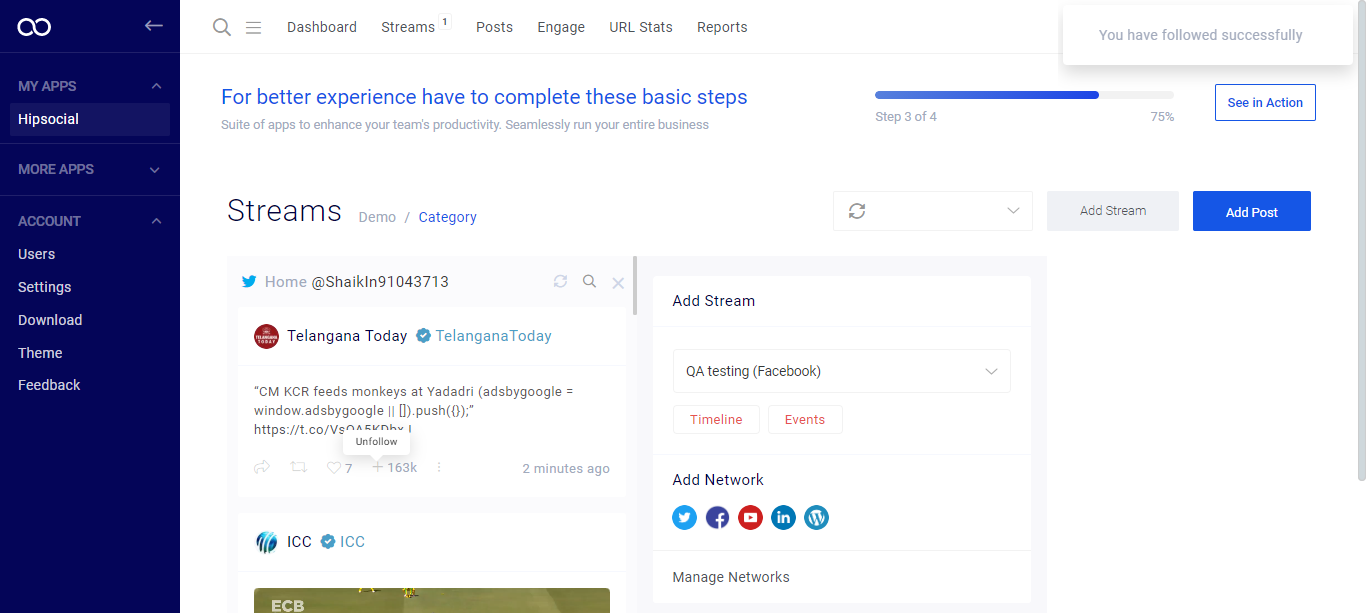 Dashboard
Streams 1
Posts
Engage
URL Stats
Reports
You have followed successfully
MY APPS
Hipsocial
MORE APPS
ACCOUNT
Users
Settings
Download
Theme
Feedback
For better experience have to complete these basic steps
Suite of apps to enhance your team's productivity. Seamlessly run your entire business
Step 3 of 4
75%
See in Action
Streams
Demo / Category
Add Stream
Add Post
Home @ShaikIn91043713
Telangana Today TelanganaToday
“CM KCR feeds monkeys at Yadadri (adsbygoogle =
window.adsbygoogle || []).push({});”
Unfollow
7
163k
2 minutes ago
ICC ICC
ECB
Add Stream
QA testing (Facebook)
Timeline
Events
Add Network
Manage Networks